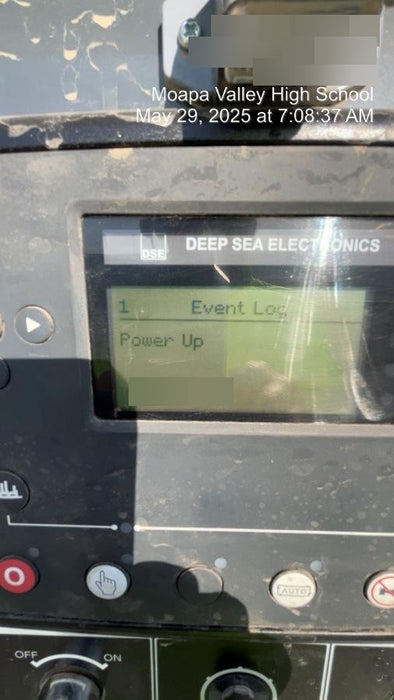 Moapa Valley High School
May 29, 2025 at 7:08:37 AM
DSE DEEP SEA ELECTRONICS
1 Event Log
Power Up
AUTO
OFF ON